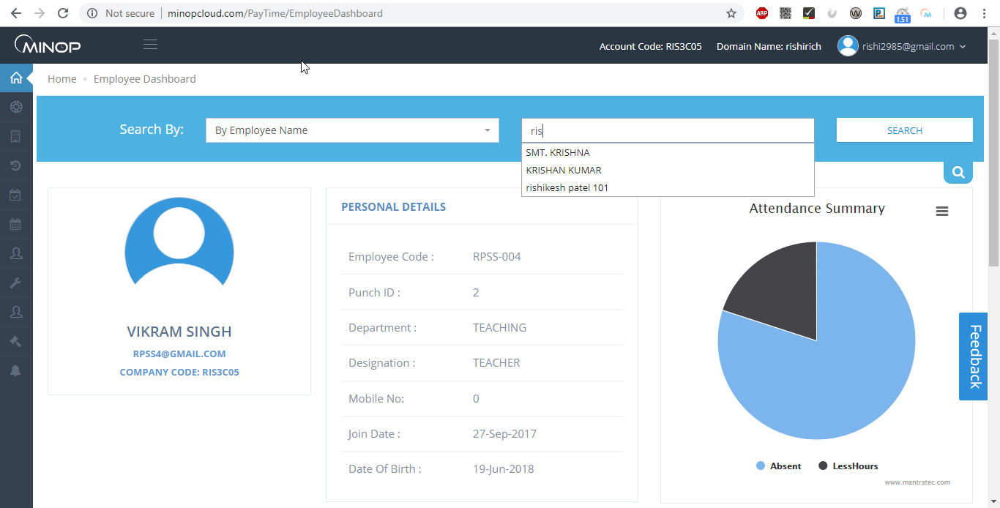 Not secure
minopcloud.com/PayTime/EmployeeDashboard
ABP
W
P
1.51
MINOP
Account Code: RIS3C05
Domain Name: rishirich
rishi2985@gmail.com
Home
Employee Dashboard
Search By:
By Employee Name
ris
SEARCH
SMT. KRISHNA
KRISHAN KUMAR
rishikesh patel 101
VIKRAM SINGH
RPSS4@GMAIL.COM
COMPANY CODE: RIS3C05
PERSONAL DETAILS
Employee Code : RPSS-004
Punch ID : 2
Department : TEACHING
Designation : TEACHER
Mobile No: 0
Join Date : 27-Sep-2017
Date Of Birth : 19-Jun-2018
Attendance Summary
Absent
LessHours
www.mantratec.com
Feedback